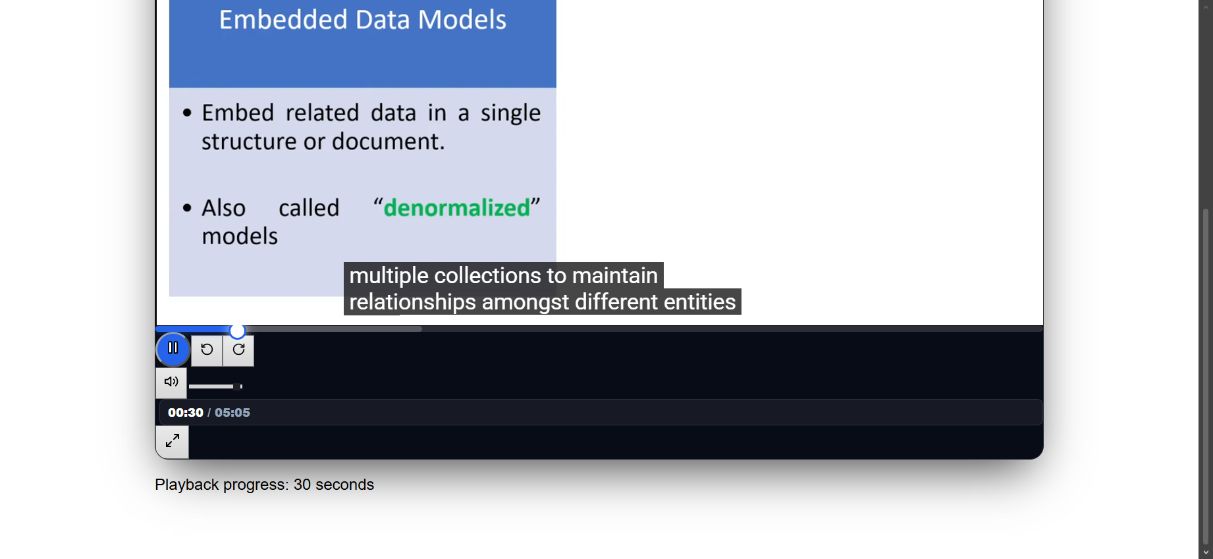 Embedded Data Models
• Embed related data in a single
structure or document.
• Also called “denormalized”
models
multiple collections to maintain
relationships amongst different entities
00:30 / 05:05
Playback progress: 30 seconds